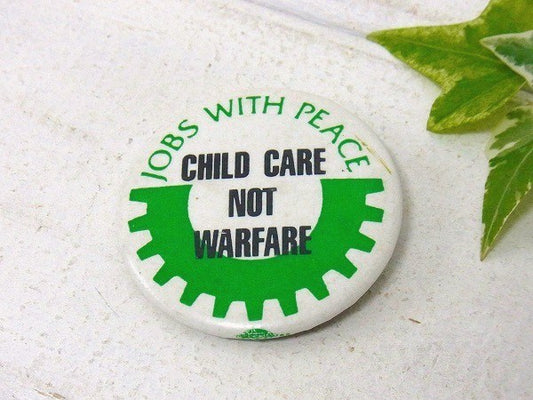 JOBS WITH PEACE
CHILD CARE
NOT
WARFARE